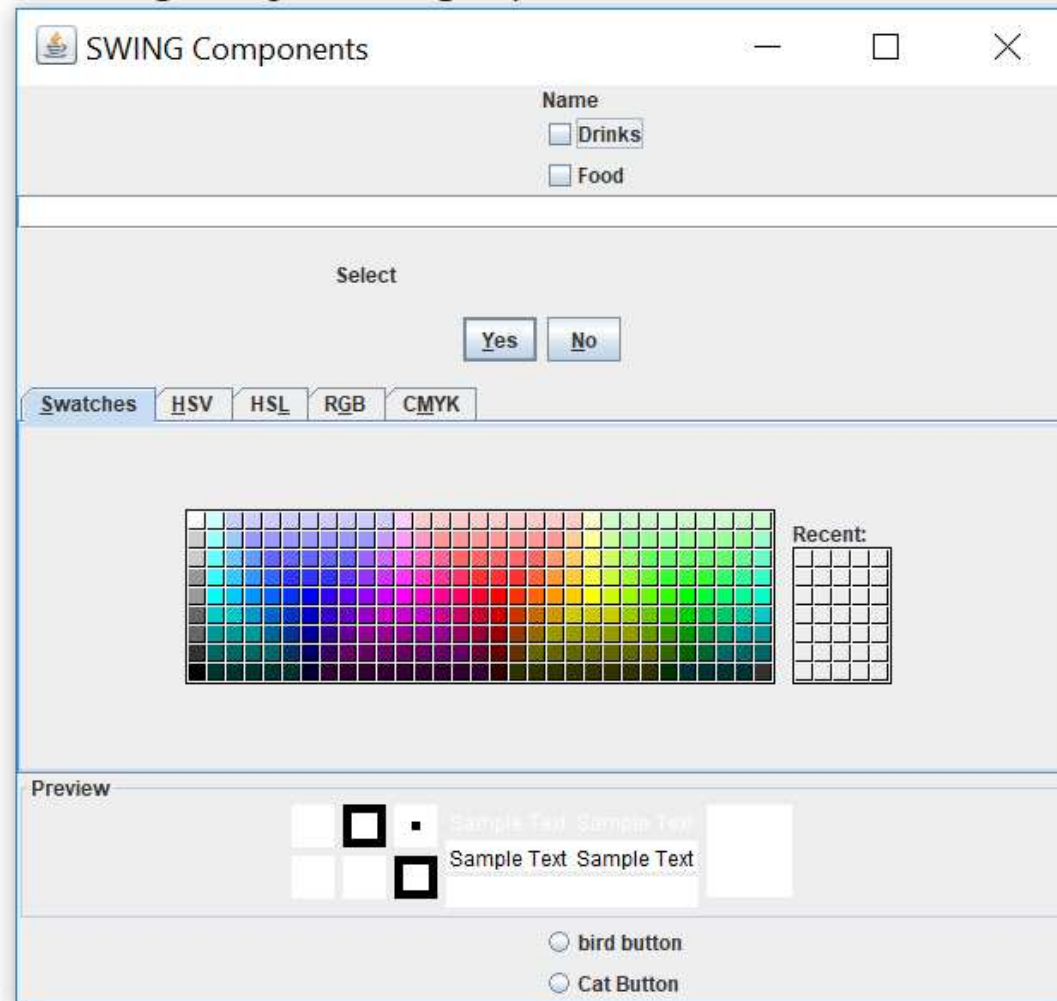 SWING Components
Name
Drinks
Food
Select
Yes No
Swatches HSV HSL RGB CMYK
Recent:
Preview
Sample Text Sample Text
Sample Text Sample Text
bird button
Cat Button